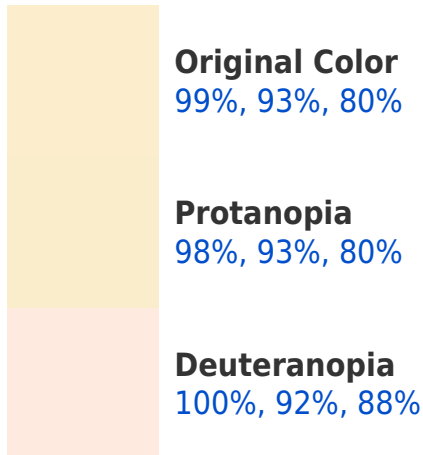 Original Color
99%, 93%, 80%
Protanopia
98%, 93%, 80%
Deuteranopia
100%, 92%, 88%